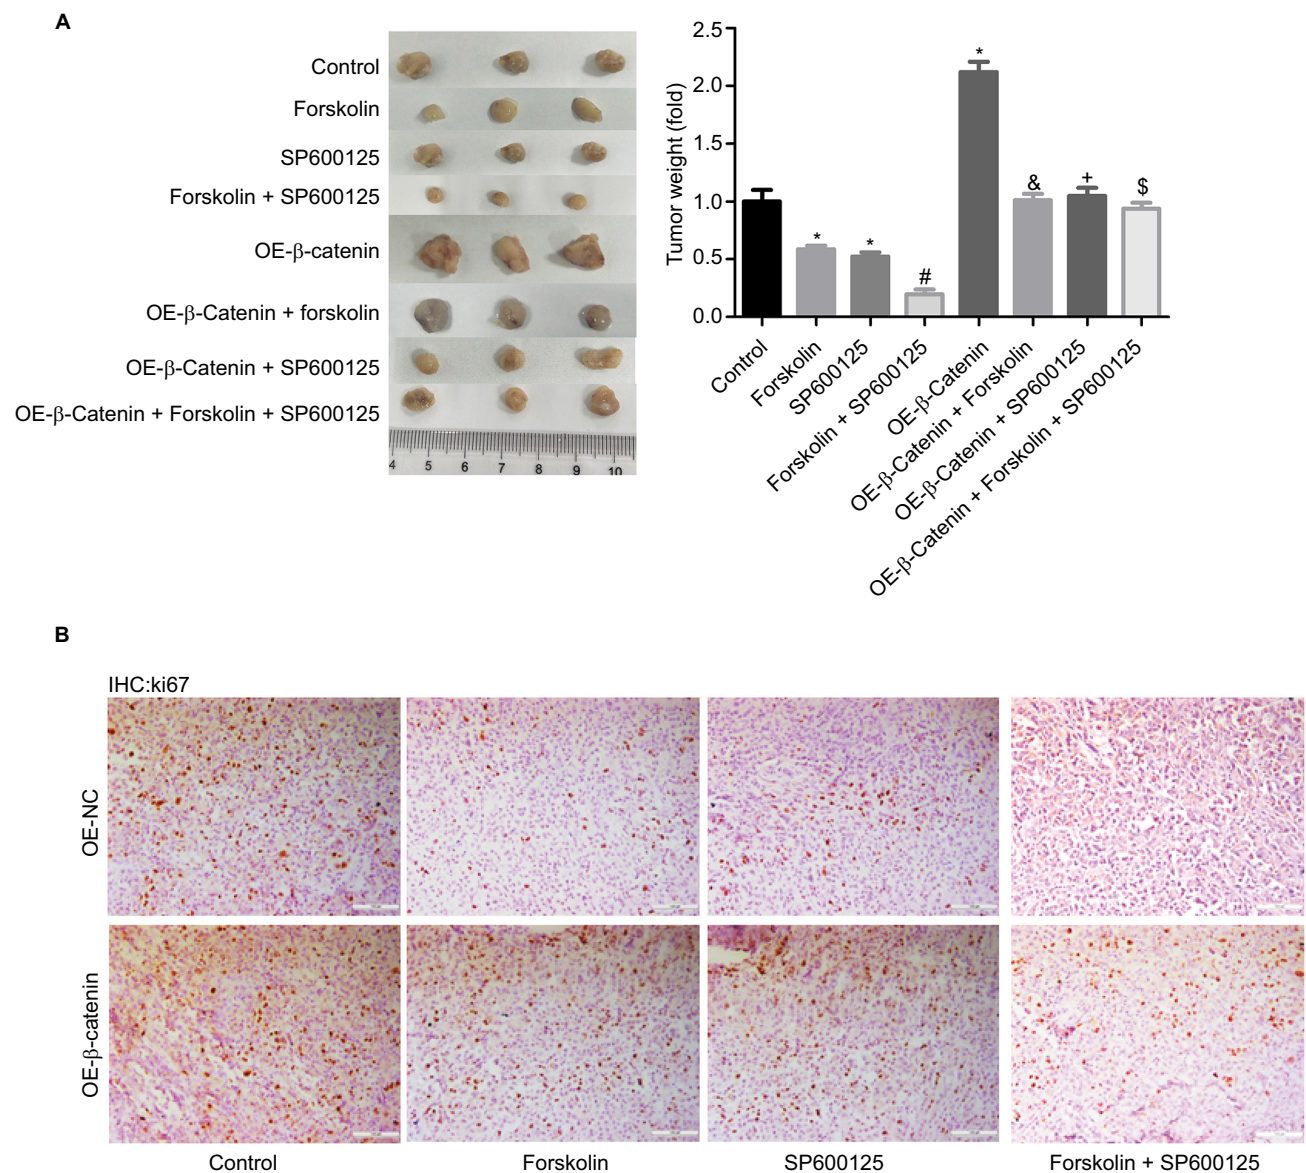 A
Control
Forskolin
SP600125
Forskolin + SP600125
OE-β-catenin
OE-β-Catenin + forskolin
OE-β-Catenin + SP600125
OE-β-Catenin + Forskolin + SP600125
4 5 6 7 8 9 10
Tumor weight (fold)
2.5
2.0
1.5
1.0
0.5
0.0
* * # * & + $
Control
Forskolin
SP600125
Forskolin + SP600125
OE-β-Catenin
OE-β-Catenin + Forskolin
OE-β-Catenin + SP600125
OE-β-Catenin + Forskolin + SP600125
B
IHC:ki67
OE-NC
OE-β-catenin
Control
Forskolin
SP600125
Forskolin + SP600125